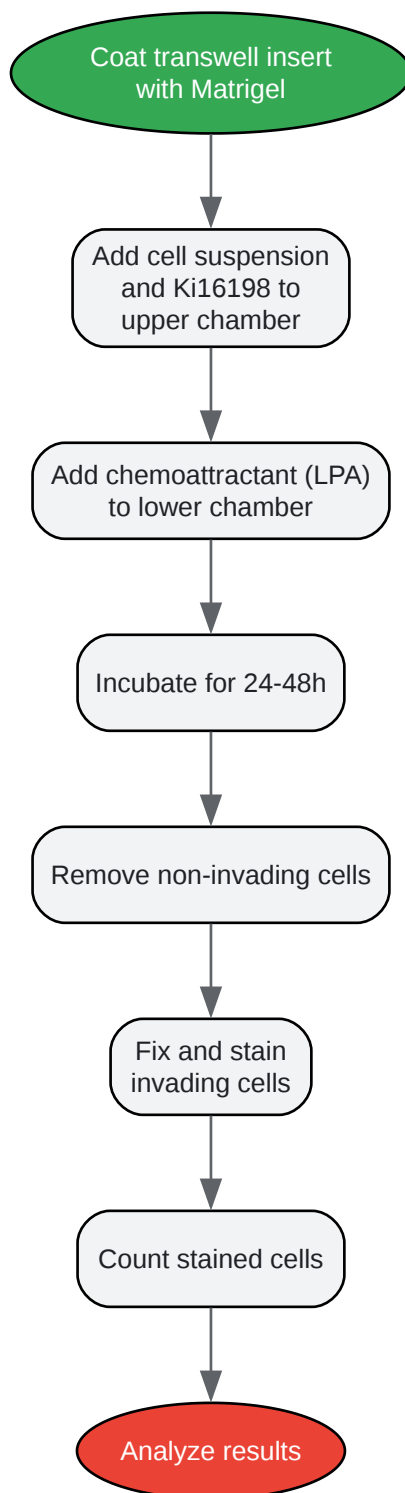 Coat transwell insert
with Matrigel
Add cell suspension
and Ki16198 to
upper chamber
Add chemoattractant (LPA)
to lower chamber
Incubate for 24-48h
Remove non-invading cells
Fix and stain
invading cells
Count stained cells
Analyze results